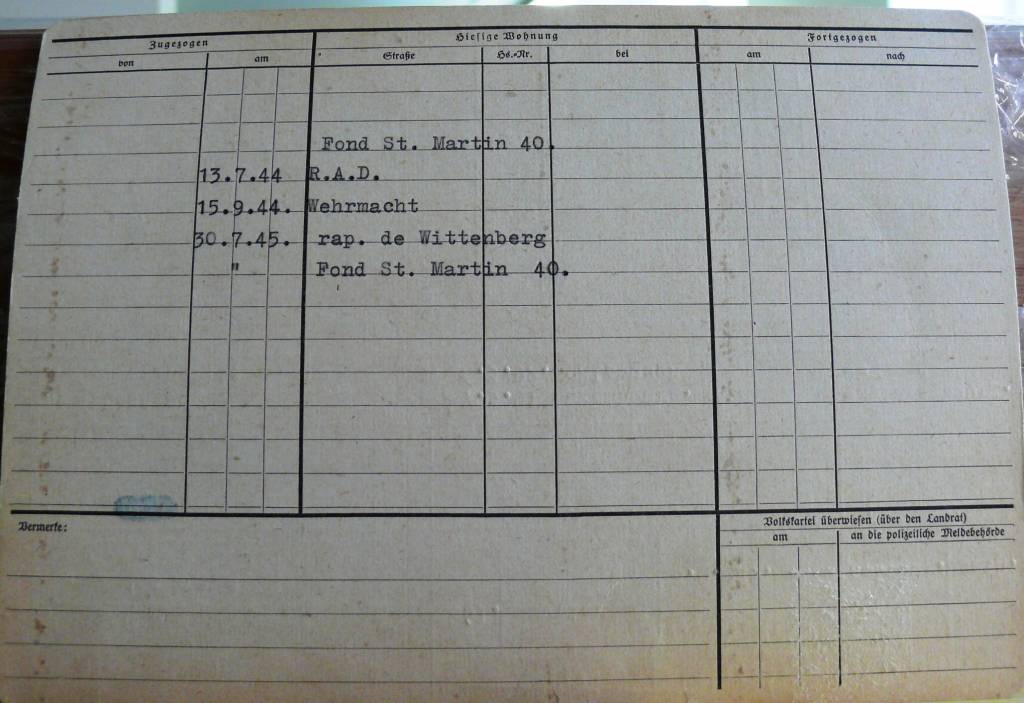 Zugezogen Hiesige Wohnung Fortgezogen
von am Straße Hs.-Nr. bei am nach
Fond St. Martin 40.
13.7.44 R.A.D.
15.9.44. Wehrmacht
30.7.45. rap. de Wittenberg
" Fond St. Martin 40.
Vermerke:
Volkskartei überwiesen (über den Landrat)
am an die polizeiliche Meldebehörde